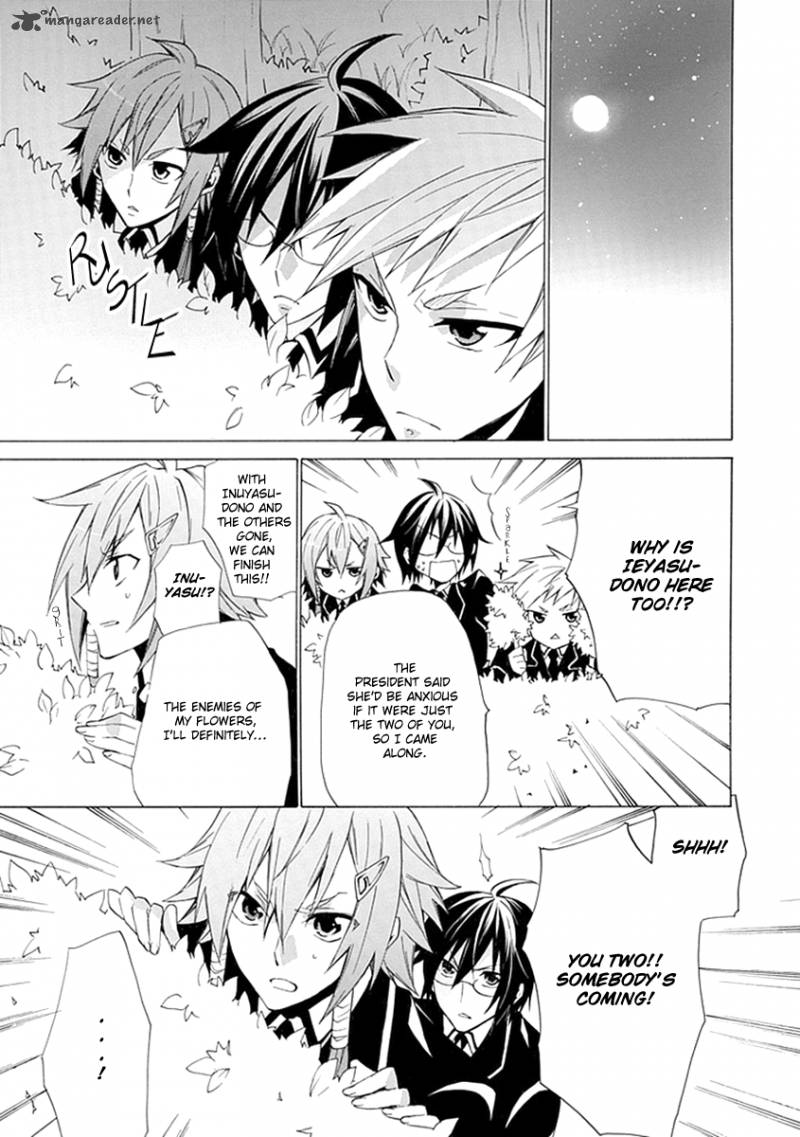 mangareader.net
RUSTLE
WHY IS
IEYASU-
DONO HERE
TOO!!?
SPARKLE
THE
PRESIDENT SAID
SHE'D BE ANXIOUS
IF IT WERE JUST
THE TWO OF YOU,
SO I CAME
ALONG.
WITH
INUYASU-
DONO
AND THE
OTHERS
GONE,
WE CAN
FINISH
THIS!!
INU-
YASU!?
GRIT
THE ENEMIES OF
MY FLOWERS,
I'LL DEFINITELY...
SHHH!
YOU TWO!!
SOMEBODY'S
COMING!
...!